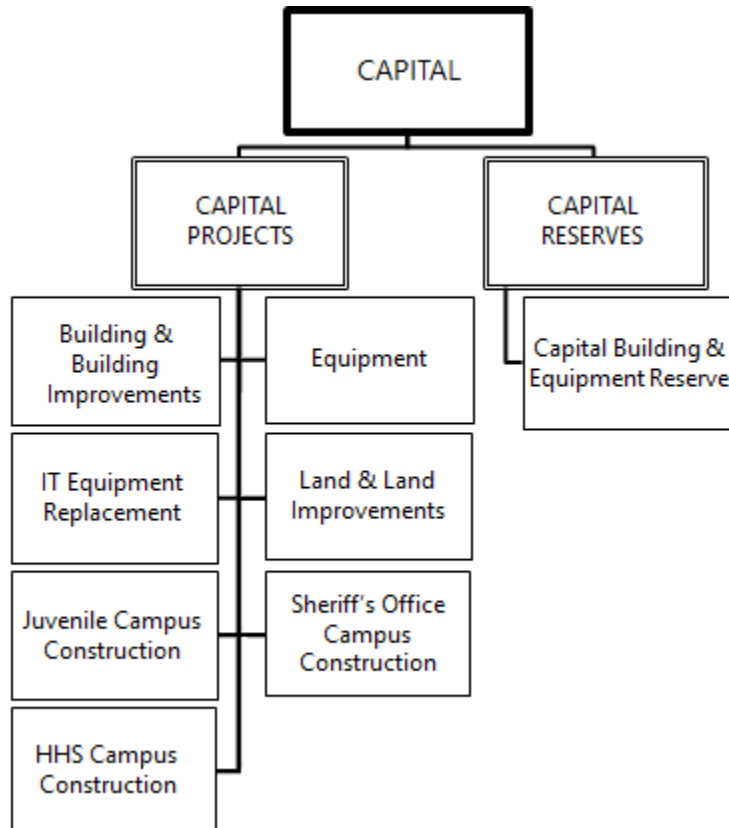 CAPITAL
CAPITAL
PROJECTS
CAPITAL
RESERVES
Building &
Building
Improvements
Equipment
Capital Building &
Equipment Reserve
IT Equipment
Replacement
Land & Land
Improvements
Juvenile Campus
Construction
Sheriff's Office
Campus
Construction
HHS Campus
Construction